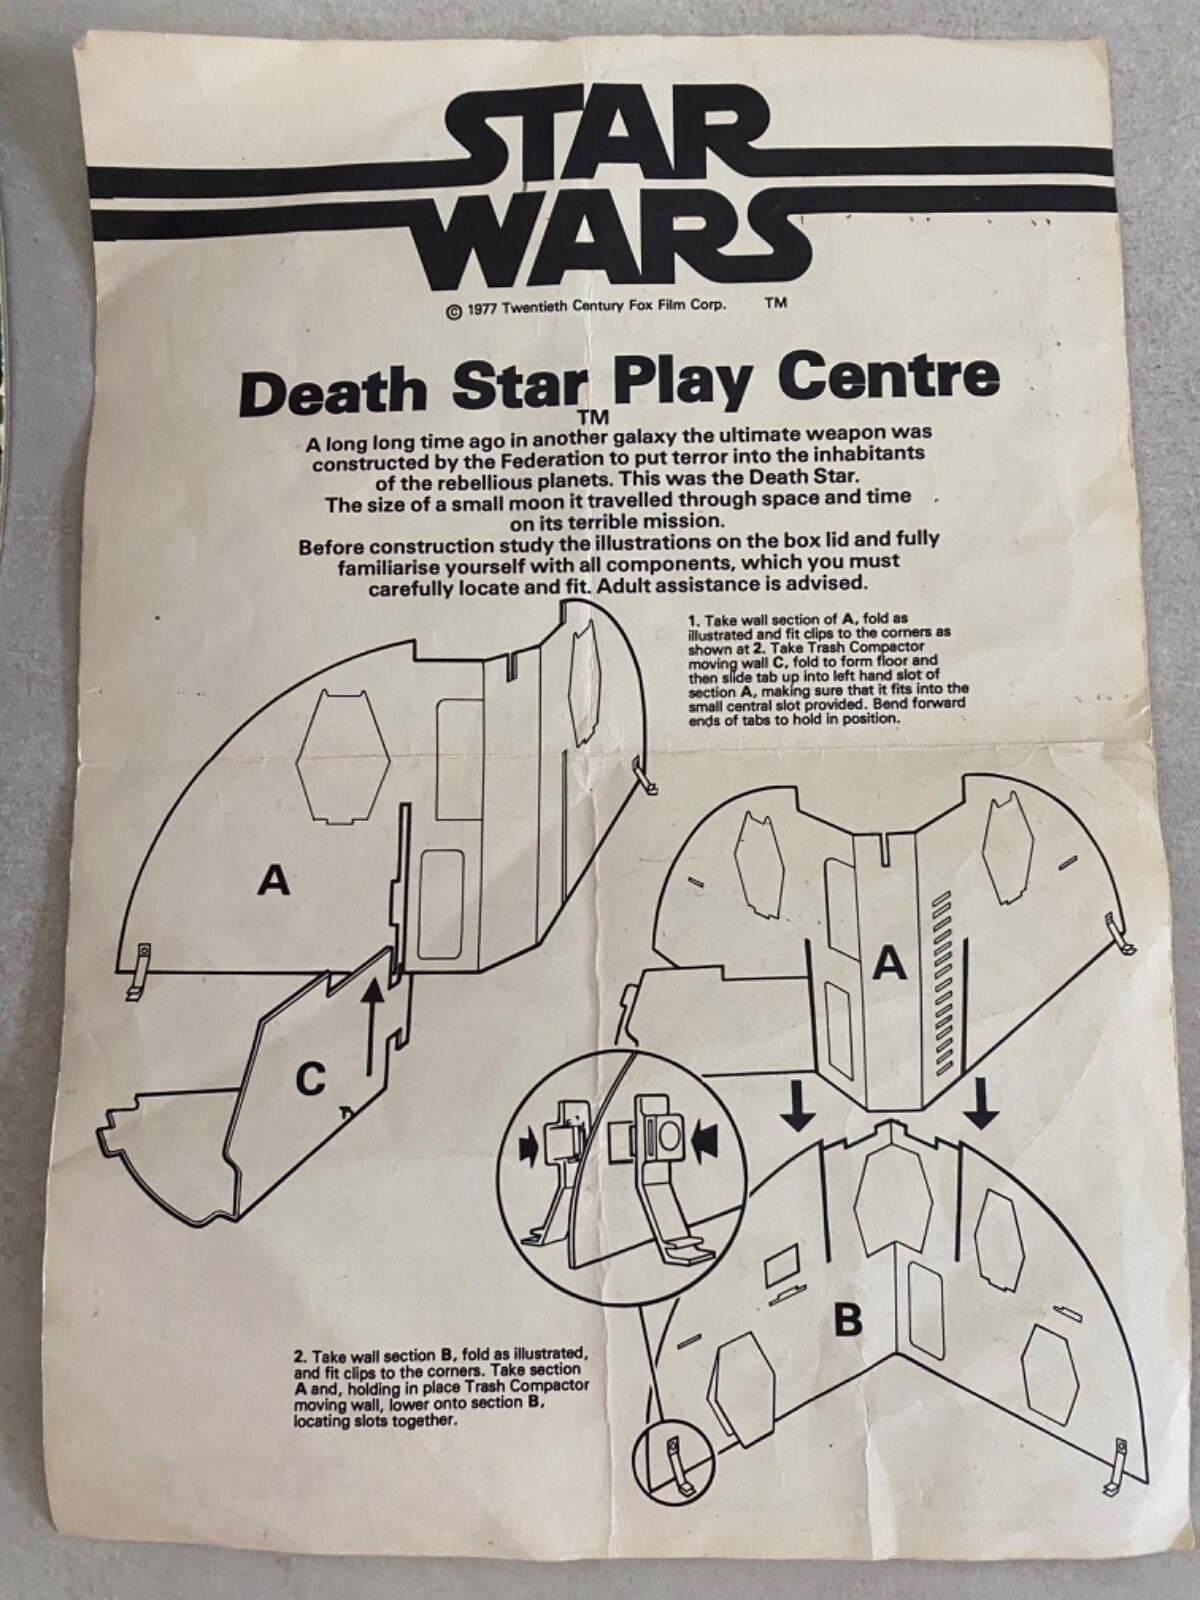 STAR
WARS
© 1977 Twentieth Century Fox Film Corp. TM
Death Star Play Centre
TM
A long long time ago in another galaxy the ultimate weapon was
constructed by the Federation to put terror into the inhabitants
of the rebellious planets. This was the Death Star.
The size of a small moon it travelled through space and time
on its terrible mission.
Before construction study the illustrations on the box lid and fully
familiarise yourself with all components, which you must
carefully locate and fit. Adult assistance is advised.
1. Take wall section of A, fold as
illustrated and fit clips to the corners as
shown at 2. Take Trash Compactor
moving wall C, fold to form floor and
then slide tab up into left hand slot of
section A, making sure that it fits into the
small central slot provided. Bend forward
ends of tabs to hold in position.
A
A
C
B
2. Take wall section B, fold as illustrated,
and fit clips to the corners. Take section
A and, holding in place Trash Compactor
moving wall, lower onto section B,
locating slots together.